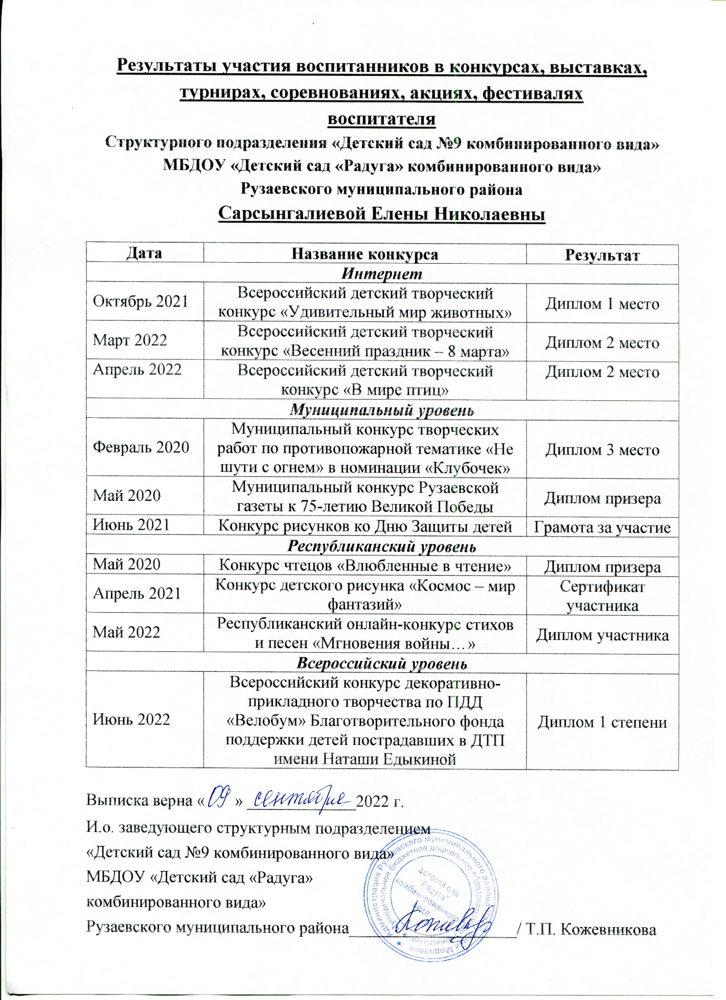 Результаты участия воспитанников в конкурсах, выставках,
турнирах, соревнованиях, акциях, фестивалях
воспитателя
Структурного подразделения «Детский сад №9 комбинированного вида»
МБДОУ «Детский сад «Радуга» комбинированного вида»
Рузаевского муниципального района
Сарсынгалиевой Елены Николаевны
Дата Название конкурса Результат
Интернет
Октябрь 2021 Всероссийский детский творческий
конкурс «Удивительный мир животных» Диплом 1 место
Март 2022 Всероссийский детский творческий
конкурс «Весенний праздник – 8 марта» Диплом 2 место
Апрель 2022 Всероссийский детский творческий Диплом 2 место
конкурс «В мире птиц»
Муниципальный уровень
Муниципальный конкурс творческих
Февраль 2020 работ по противопожарной тематике «Не Диплом 3 место
шути с огнем» в номинации «Клубочек»
Май 2020 Муниципальный конкурс Рузаевской
газеты к 75-летию Великой Победы Диплом призера
Июнь 2021 Конкурс рисунков ко Дню Защиты детей Грамота за участие
Республиканский уровень
Май 2020 Конкурс чтецов «Влюбленные в чтение» Диплом призера
Апрель 2021 Конкурс детского рисунка «Космос – мир Сертификат
фантазий» участника
Май 2022 Республиканский онлайн-конкурс стихов
и песен «Мгновения войны…» Диплом участника
Всероссийский уровень
Всероссийский конкурс декоративно-
прикладного творчества по ПДД
Июнь 2022 «Велобум» Благотворительного фонда Диплом 1 степени
поддержки детей пострадавших в ДТП
имени Наташи Едыкиной
Выписка верна «09» сентября 2022 г.
И.о. заведующего структурным подразделением
«Детский сад №9 комбинированного вида»
МБДОУ «Детский сад «Радуга»
комбинированного вида»
Рузаевского муниципального района / Т.П. Кожевникова
Администрация Рузаевского муниципального района
Мордовия
Муниципальное бюджетное дошкольное образовательное учреждение
детский сад
"Радуга"
комбинированного
вида